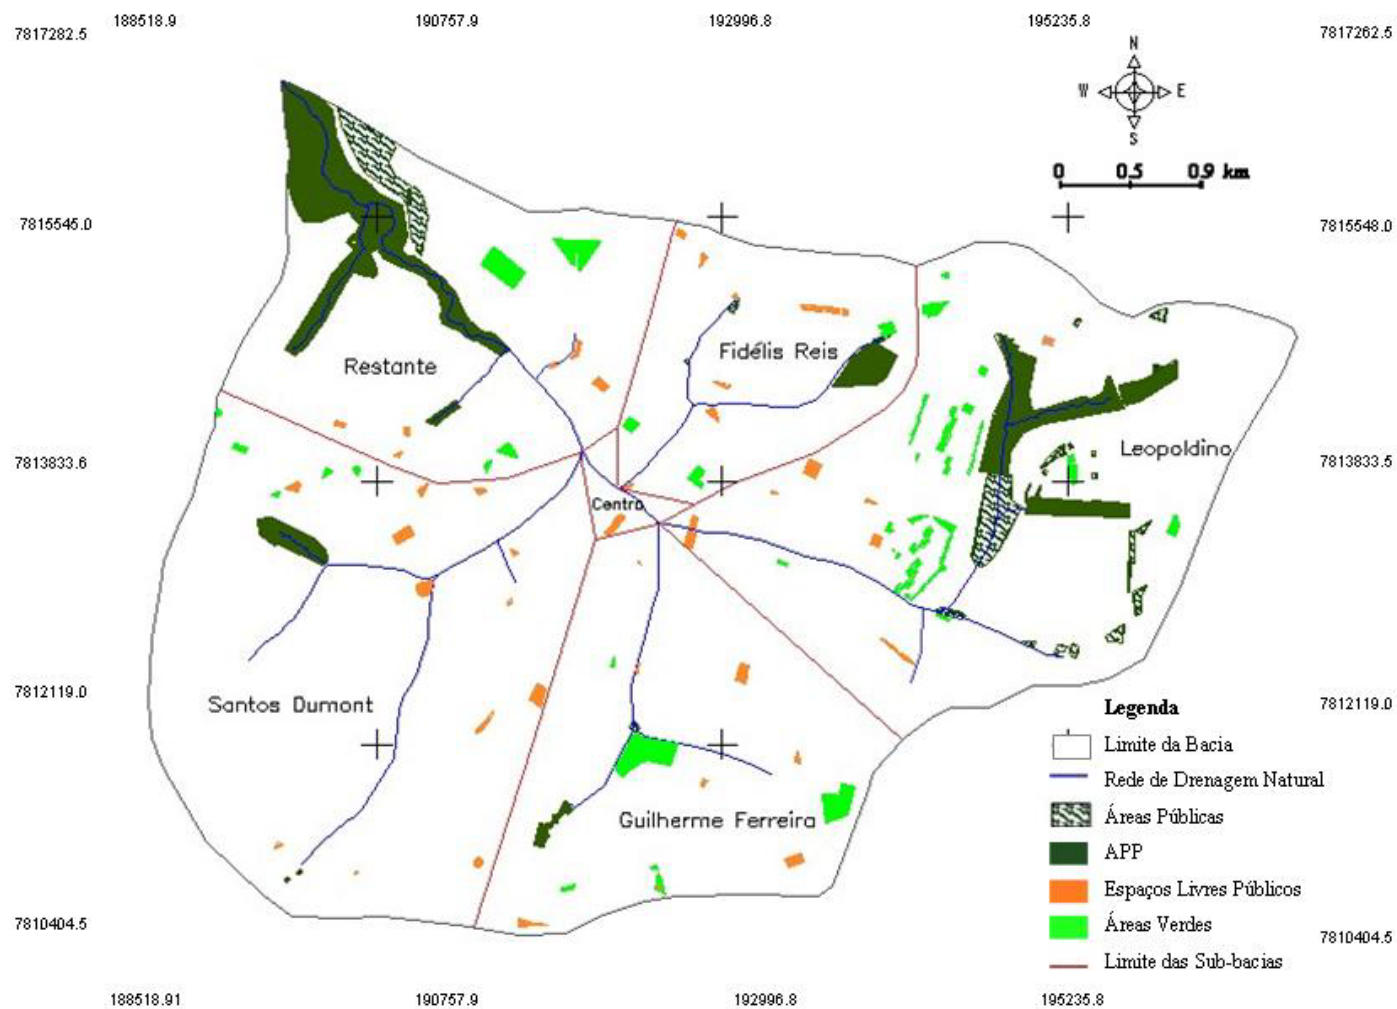 188518.9 190757.9 192996.8 195235.8
7817282.5 7817262.5
N
W E
S
0 0.5 0.9 km
7815545.0 7815548.0
Fidélis Reis
Restante
Leopoldino
7813833.6 7813833.5
Centro
7812119.0 7812119.0
Santos Dumont
Legenda
Limite da Bacia
Rede de Drenagem Natural
Guilherme Ferreira
Áreas Públicas
APP
Espaços Livres Públicos
Áreas Verdes
7810404.5 7810404.5
Limite das Sub-bacias
188518.91 190757.9 192996.8 195235.8